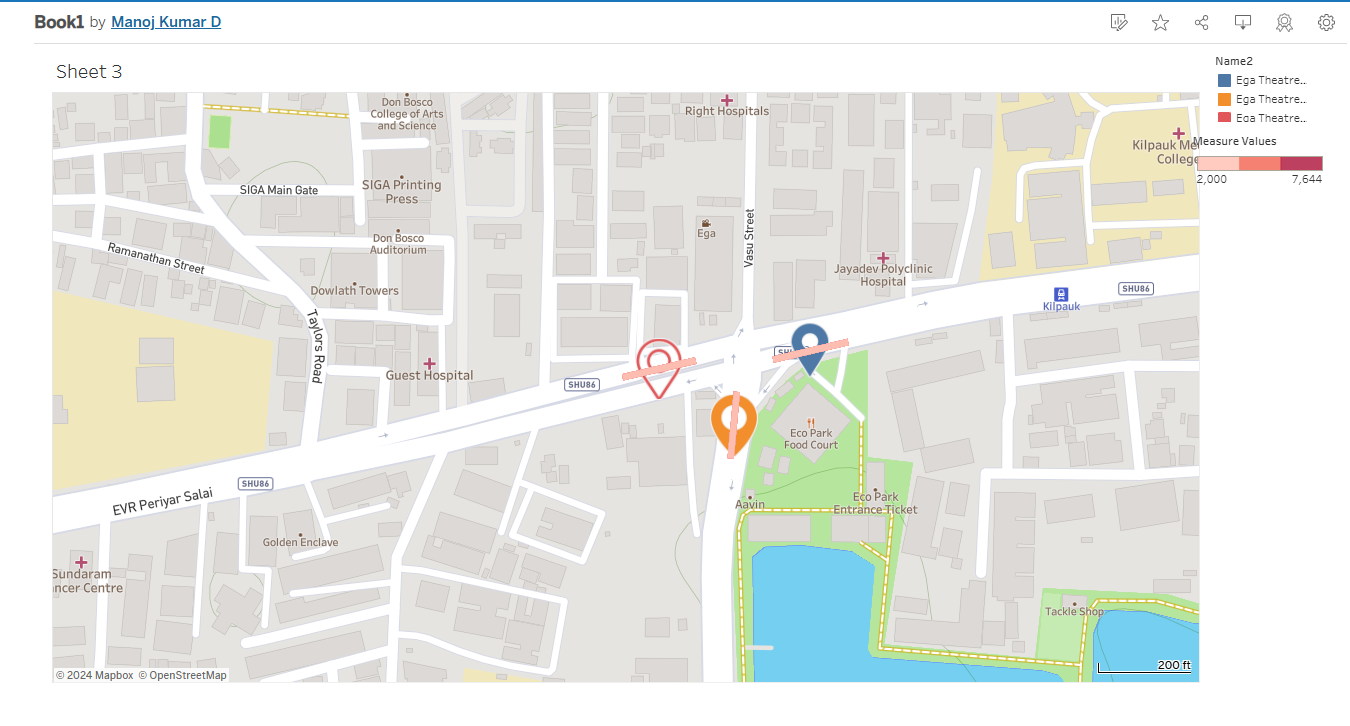 Book1 by Manoj Kumar D
Sheet 3
Name2
Ega Theatre..
Ega Theatre..
Ega Theatre..
Measure Values
2,000
7,644
Don Bosco
College of Arts
and Science
Right Hospitals
Kilpauk Me
College
SIGA Main Gate
SIGA Printing
Press
Ega
Vasu Street
Don Bosco
Auditorium
Ramanathan Street
Jayadev Polyclinic
Hospital
Dowlath Towers
SHU86
Kilpauk
Taylors Road
Guest Hospital
SHU86
Eco Park
Food Court
SHU86
EVR Periyar Salai
Aavin
Eco Park
Entrance Ticket
Golden Enclave
Sundaram
ncer Centre
Tackle Shop
200 ft
© 2024 Mapbox © OpenStreetMap